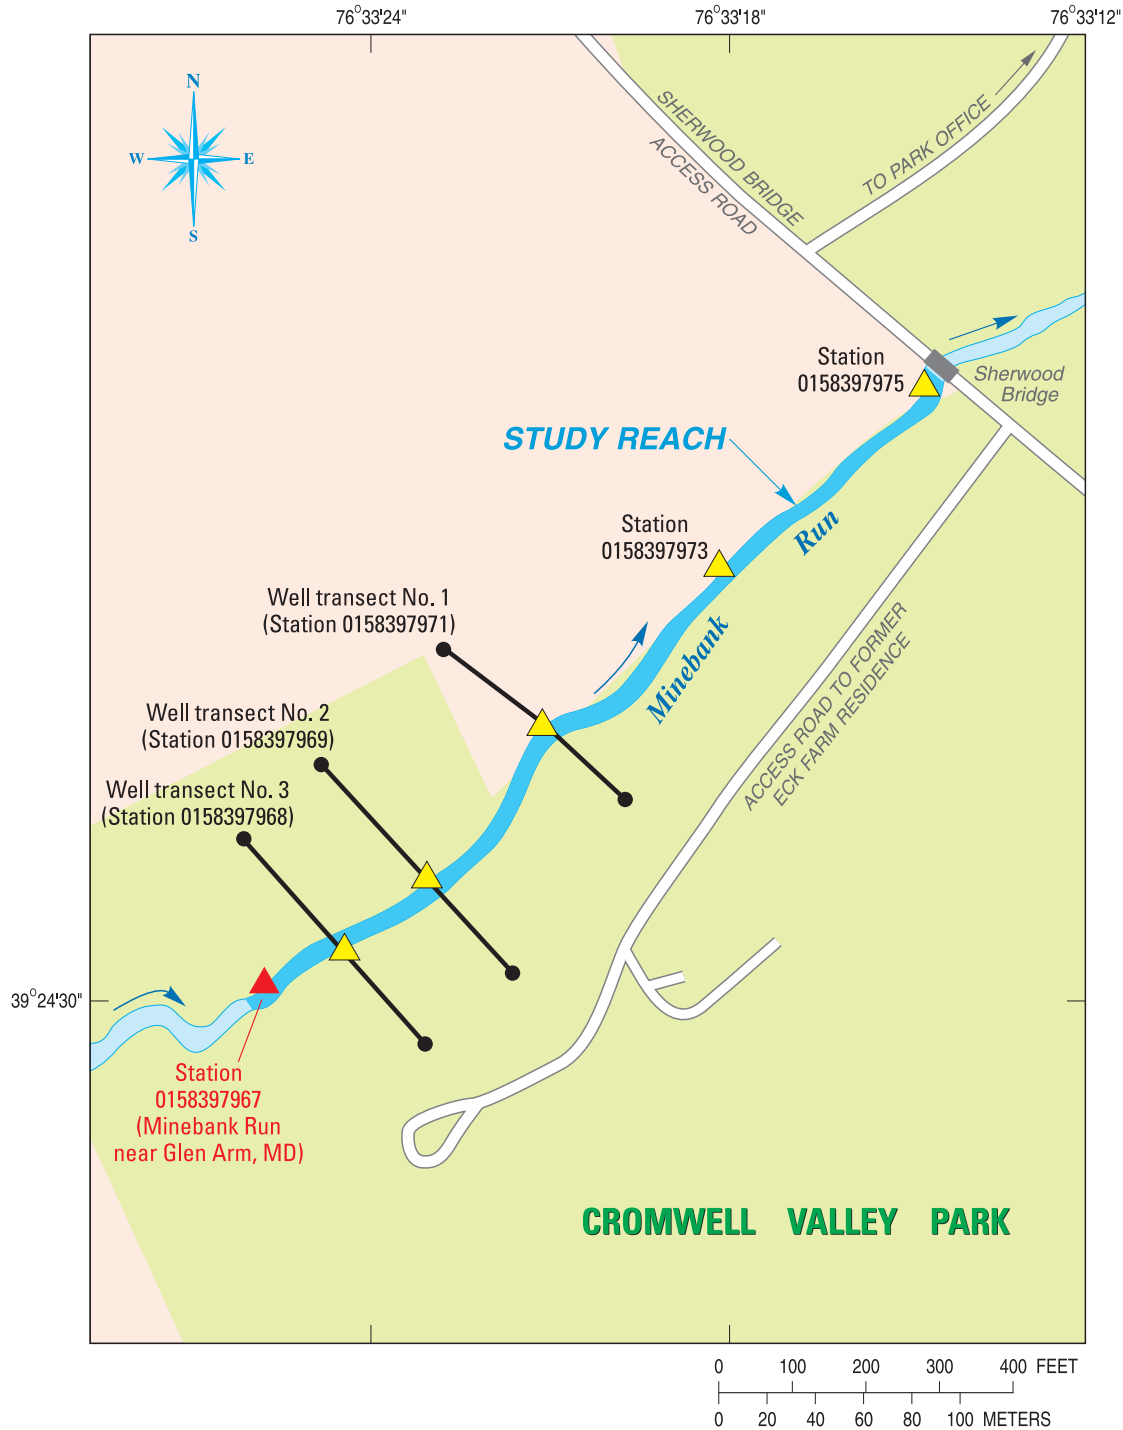 76°33'24"
76°33'18"
76°33'12"
N
W
E
S
SHERWOOD BRIDGE
ACCESS ROAD
TO PARK OFFICE
Station
0158397975
Sherwood
Bridge
STUDY REACH
Station
0158397973
Minebank Run
Well transect No. 1
(Station 0158397971)
ACCESS ROAD TO FORMER
ECK FARM RESIDENCE
Well transect No. 2
(Station 0158397969)
Well transect No. 3
(Station 0158397968)
39°24'30"
Station
0158397967
(Minebank Run
near Glen Arm, MD)
CROMWELL VALLEY PARK
0 100 200 300 400 FEET
0 20 40 60 80 100 METERS